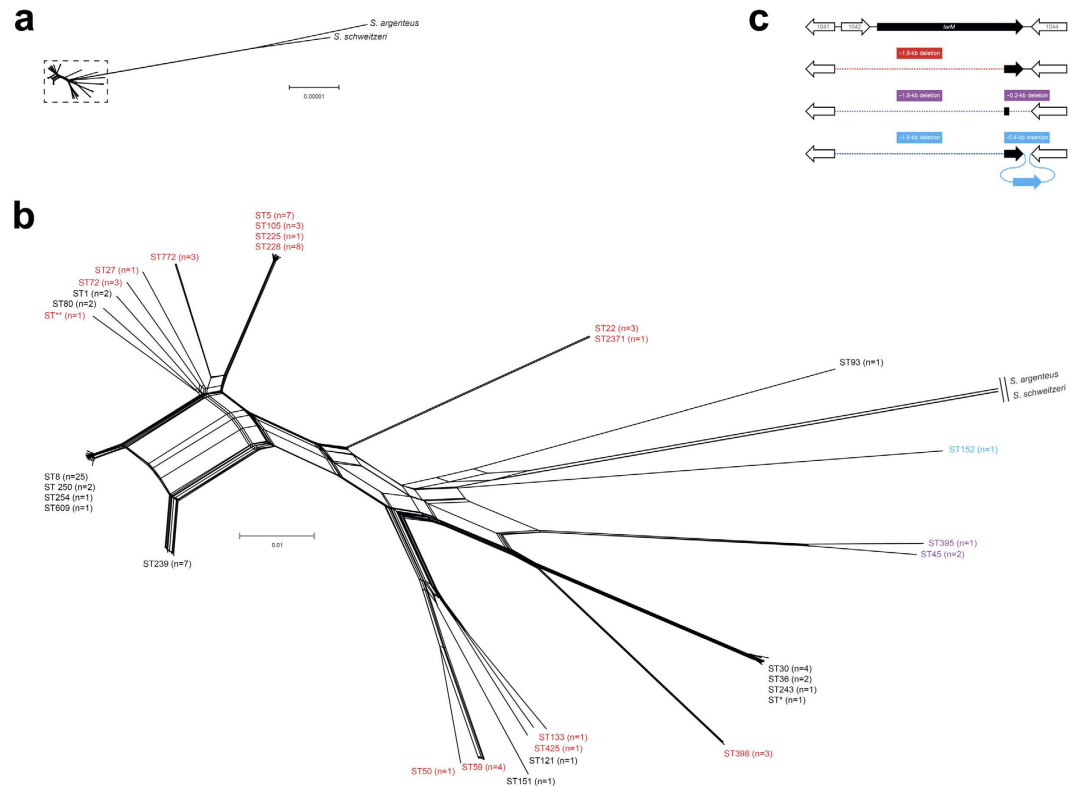 a
S. argenteus
S. schweitzeri
0.00001
c
1041
1042
tarM
1044
~1.8-kb deletion
~1.8-kb deletion
~0.2-kb deletion
~1.8-kb deletion
~0.4-kb insertion
b
ST5 (n=7)
ST105 (n=3)
ST225 (n=1)
ST228 (n=8)
ST772 (n=3)
ST27 (n=1)
ST72 (n=3)
ST1 (n=2)
ST80 (n=2)
ST** (n=1)
ST22 (n=3)
ST2371 (n=1)
ST93 (n=1)
S. argenteus
S. schweitzeri
ST152 (n=1)
ST8 (n=25)
ST 250 (n=2)
ST254 (n=1)
ST609 (n=1)
0.01
ST395 (n=1)
ST45 (n=2)
ST239 (n=7)
ST30 (n=4)
ST36 (n=2)
ST243 (n=1)
ST* (n=1)
ST133 (n=1)
ST425 (n=1)
ST398 (n=3)
ST121 (n=1)
ST50 (n=1)
ST59 (n=4)
ST151 (n=1)